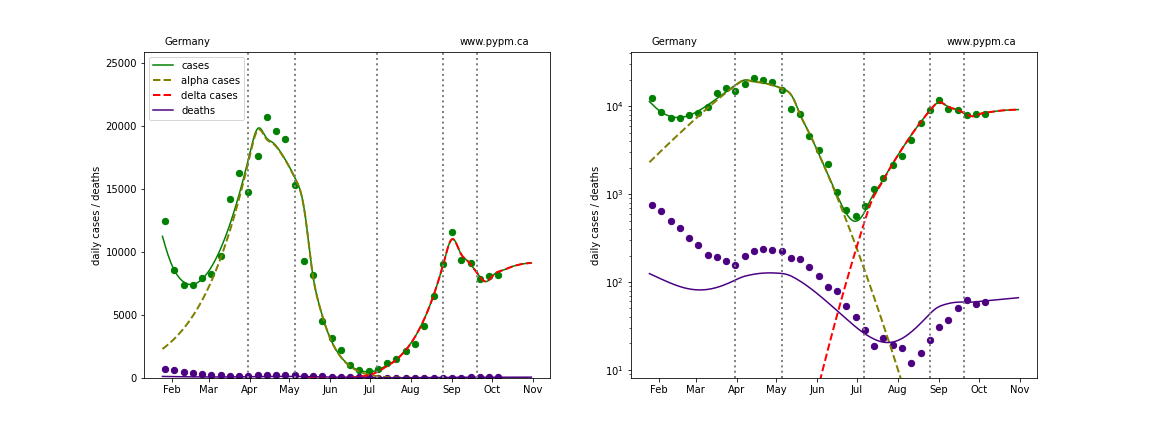 Germany www.pypm.ca
25000
20000
15000
10000
5000
0
daily cases / deaths
cases
alpha cases
delta cases
deaths
Feb Mar Apr May Jun Jul Aug Sep Oct Nov
Germany www.pypm.ca
10⁴
10³
10²
10¹
daily cases / deaths
Feb Mar Apr May Jun Jul Aug Sep Oct Nov